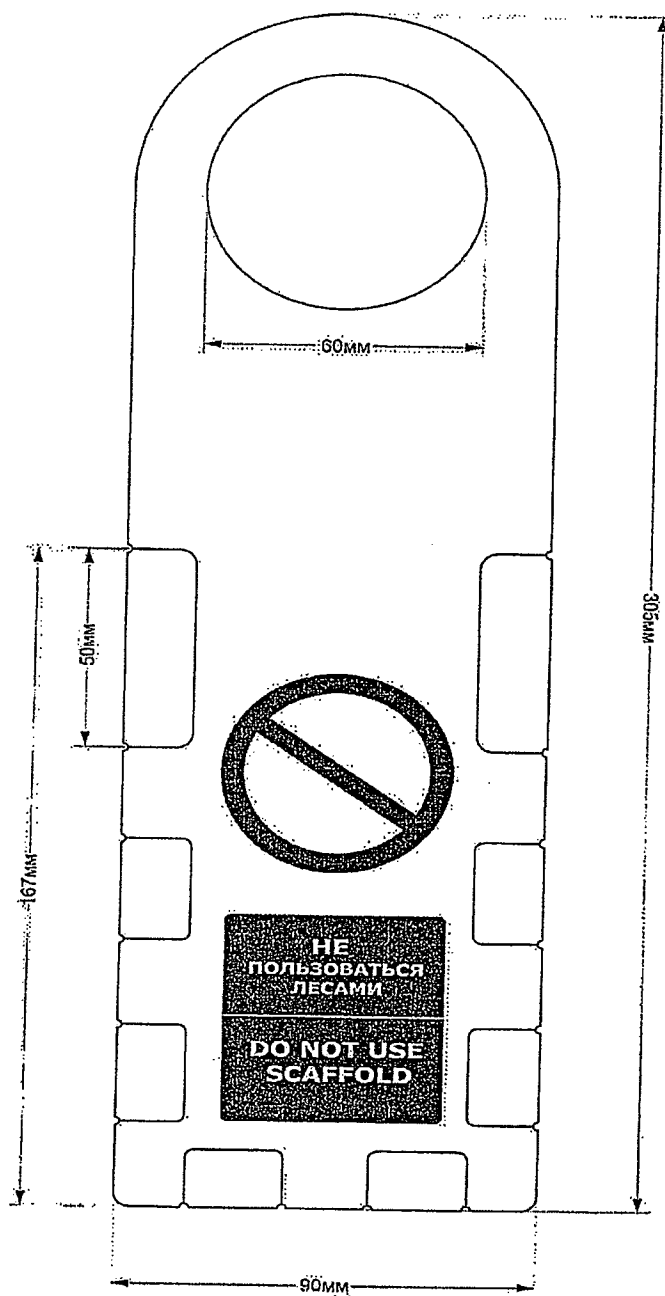 60мм
305мм
50мм
167мм
НЕ
ПОЛЬЗОВАТЬСЯ
ЛЕСАМИ
DO NOT USE
SCAFFOLD
90мм